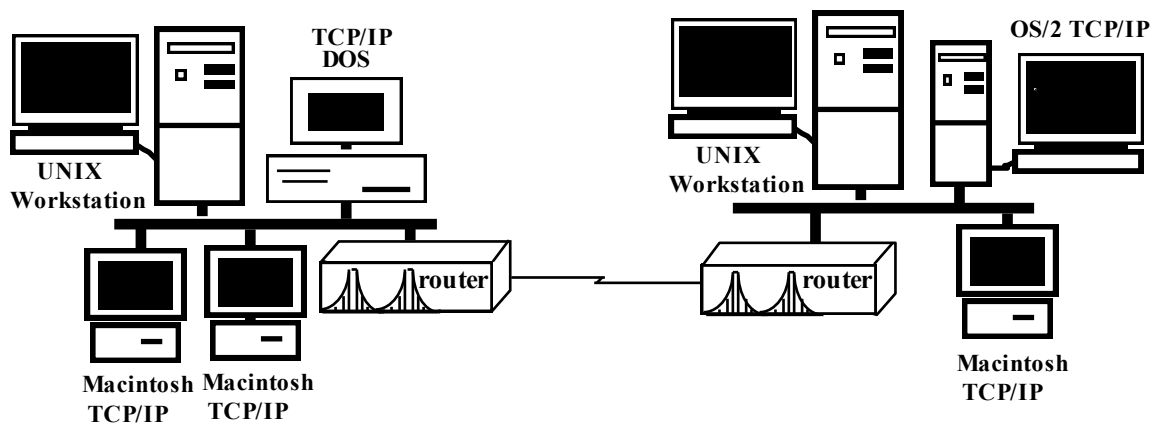 TCP/IP
DOS
UNIX
Workstation
router
Macintosh
TCP/IP
Macintosh
TCP/IP
OS/2 TCP/IP
UNIX
Workstation
router
Macintosh
TCP/IP